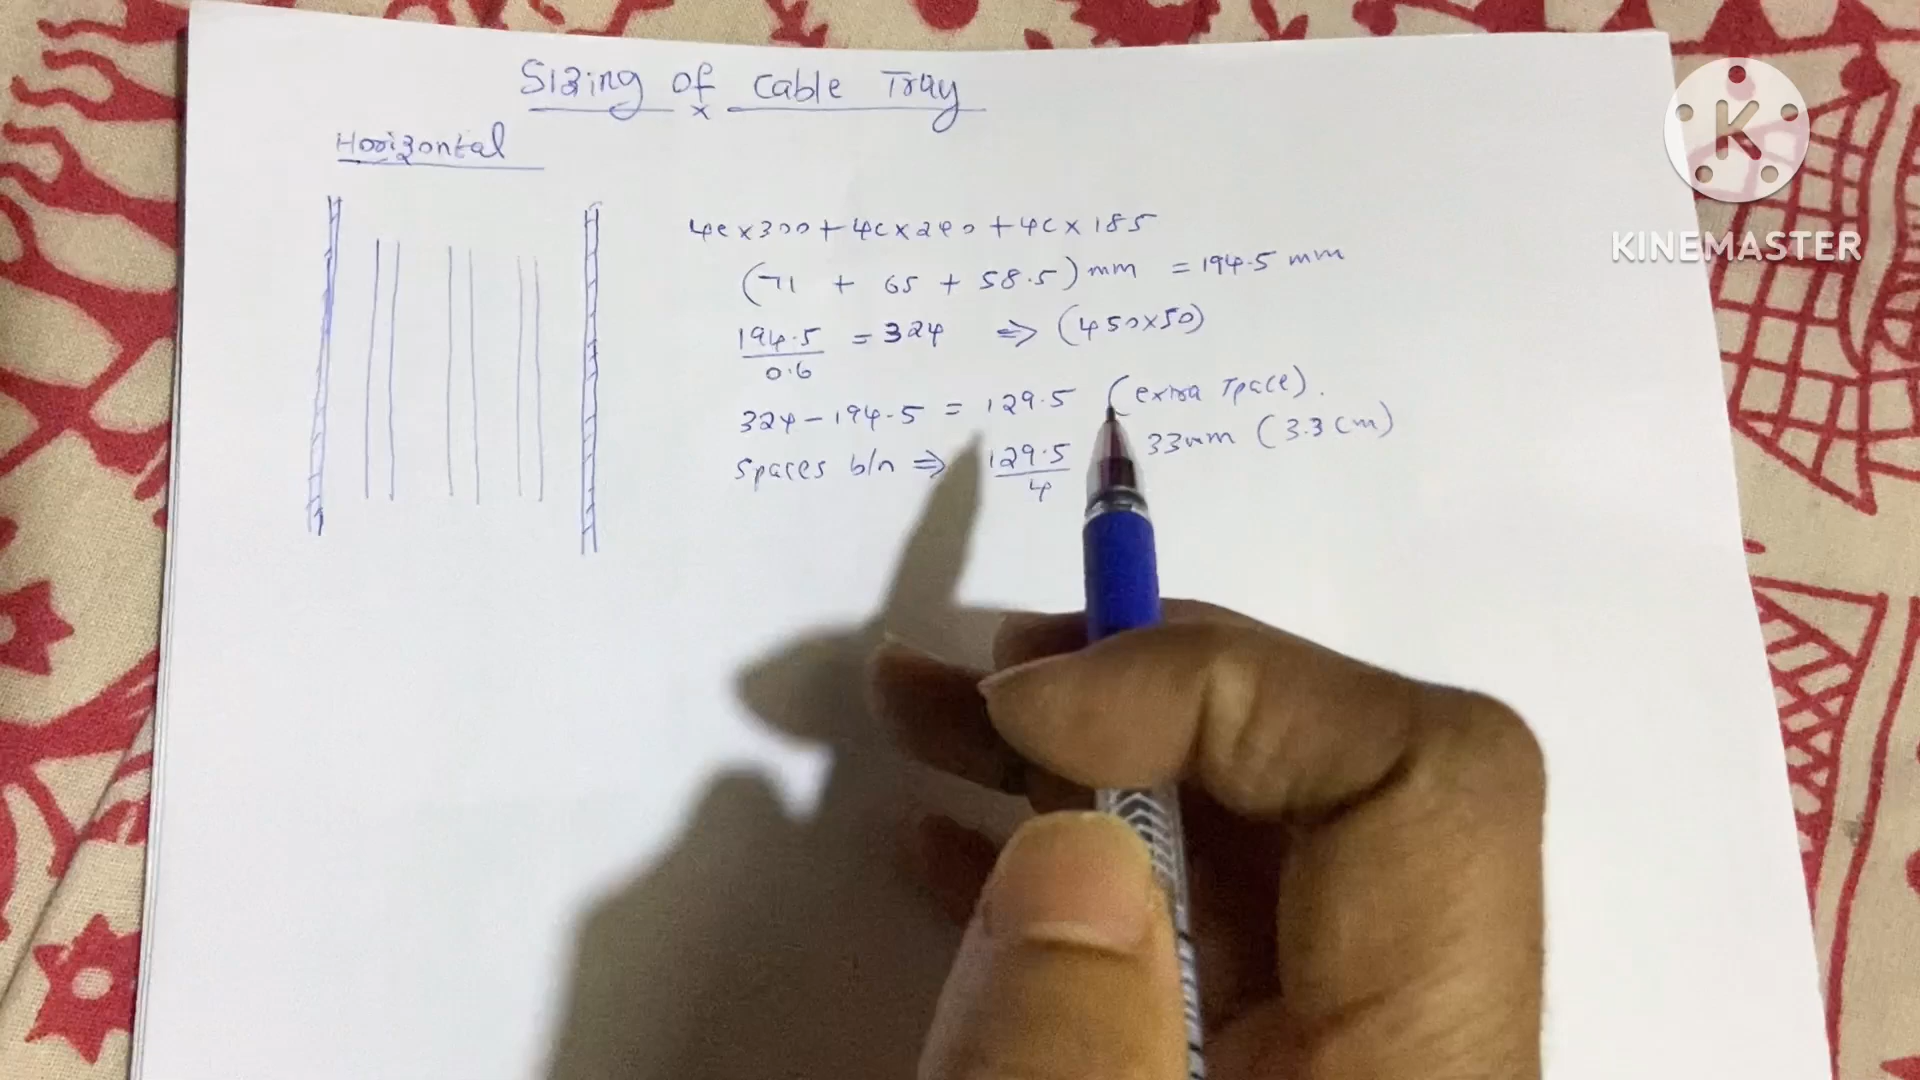 Sizing of Cable Tray
x
Horizontal
4c x 300 + 4c x 240 + 4c x 185
(71 + 65 + 58.5) mm = 194.5 mm
194.5 / 0.6 = 324 ⇒ (450x50)
324 - 194.5 = 129.5 (extra Space).
Spaces b/n ⇒ 129.5 / 4 33mm (3.3 cm)
K
KINEMASTER